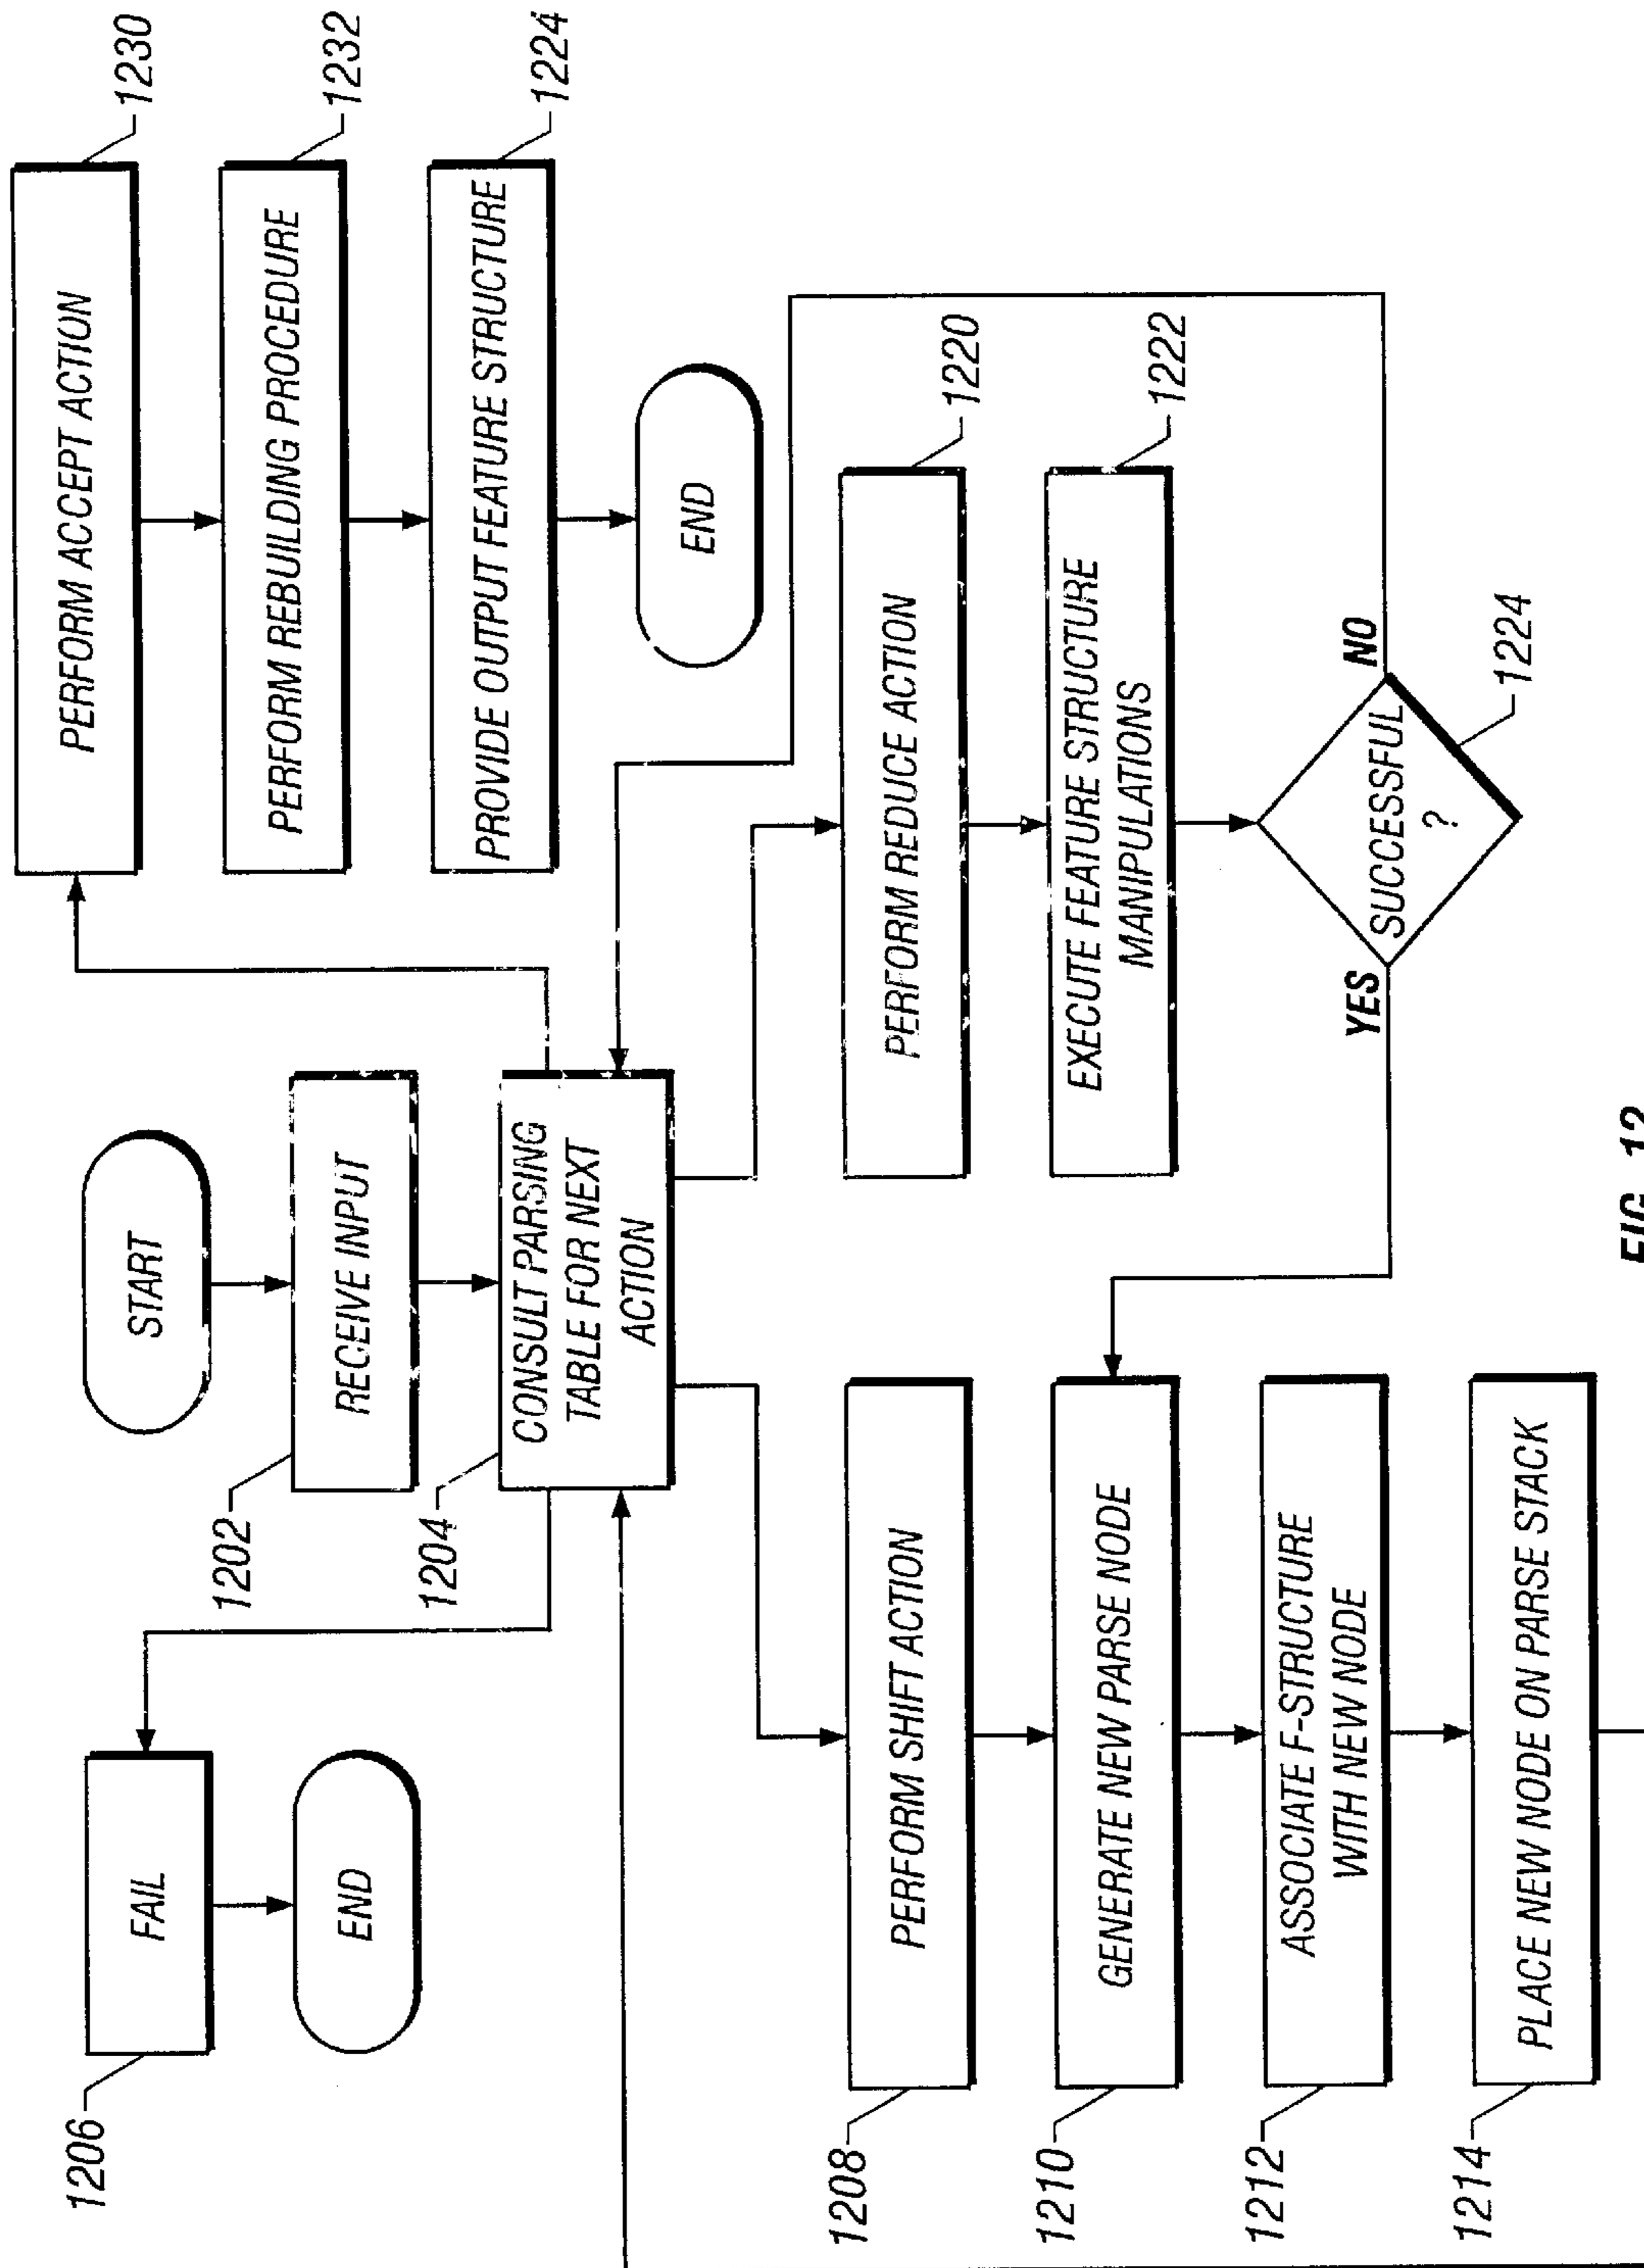 START
RECEIVE INPUT
1202
CONSULT PARSING
TABLE FOR NEXT
ACTION
1204
FAIL
1206
END
PERFORM ACCEPT ACTION
1230
PERFORM REBUILDING PROCEDURE
1232
PROVIDE OUTPUT FEATURE STRUCTURE
1224
END
PERFORM SHIFT ACTION
1208
GENERATE NEW PARSE NODE
1210
ASSOCIATE F-STRUCTURE
WITH NEW NODE
1212
PLACE NEW NODE ON PARSE STACK
1214
PERFORM REDUCE ACTION
1220
EXECUTE FEATURE STRUCTURE
MANIPULATIONS
1222
SUCCESSFUL
?
YES
NO
1224
FIG. 12